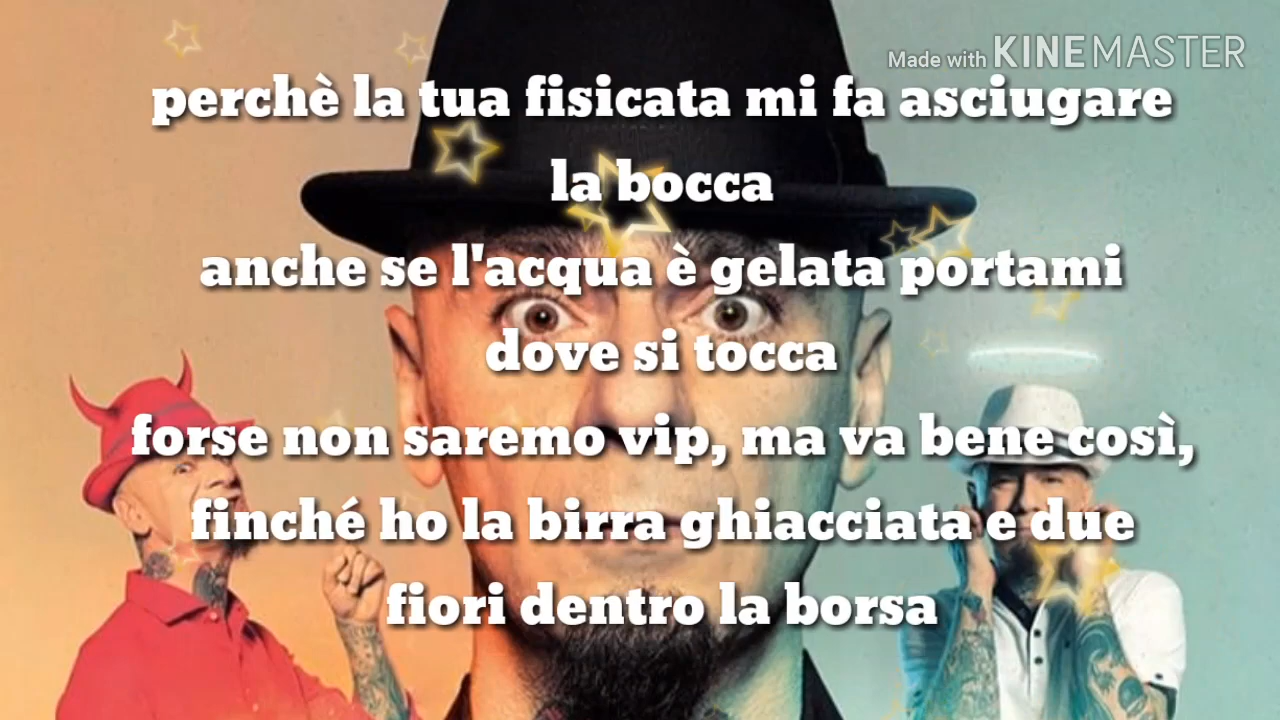 Made with KINEMASTER
perchè la tua fisicata mi fa asciugare
la bocca
anche se l'acqua è gelata portami
dove si tocca
forse non saremo vip, ma va bene così,
finché ho la birra ghiacciata e due
fiori dentro la borsa